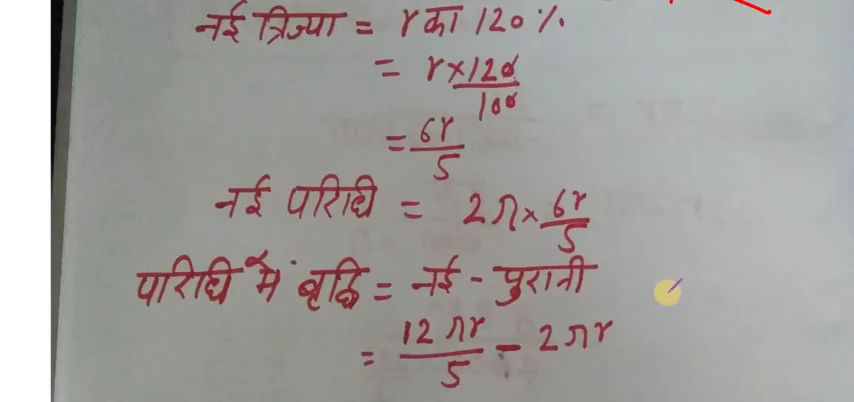 नई त्रिज्या = r का 120%
= r × 120/100
= 6r/5
नई परिधि = 2π × 6r/5
परिधि में वृद्धि = नई - पुरानी
= 12πr/5 - 2πr